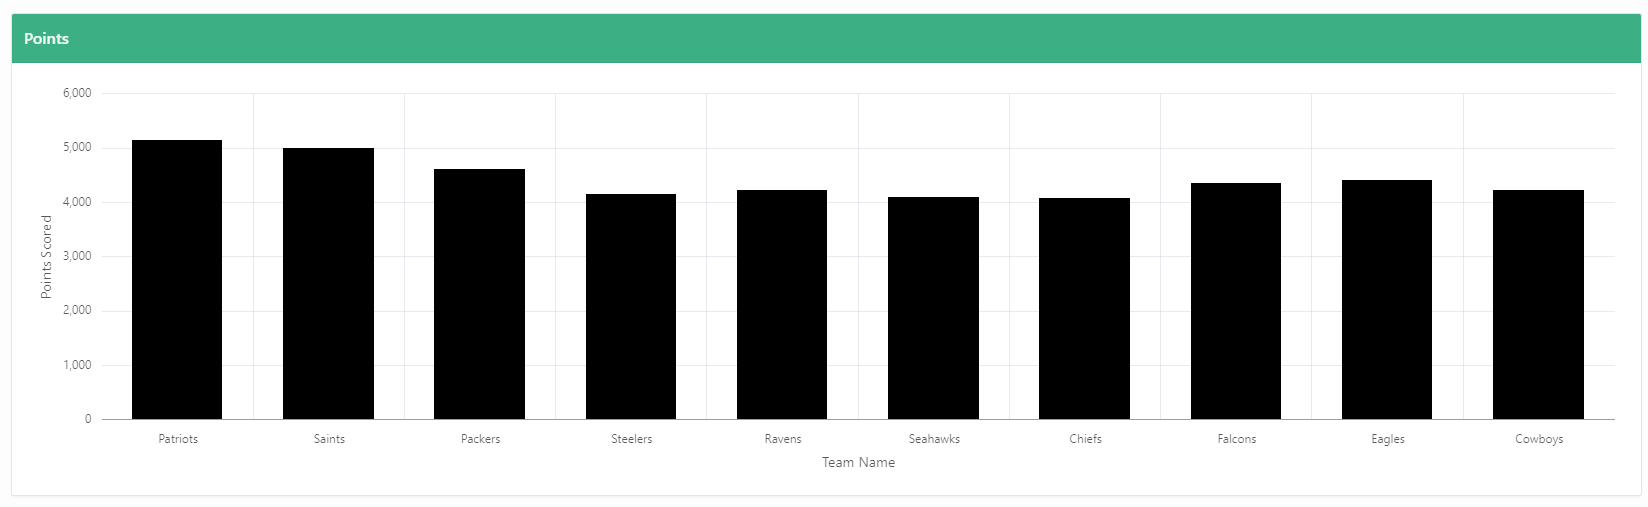 Points
6,000
5,000
4,000
3,000
2,000
1,000
0
Points Scored
Patriots Saints Packers Steelers Ravens Seahawks Chiefs Falcons Eagles Cowboys
Team Name